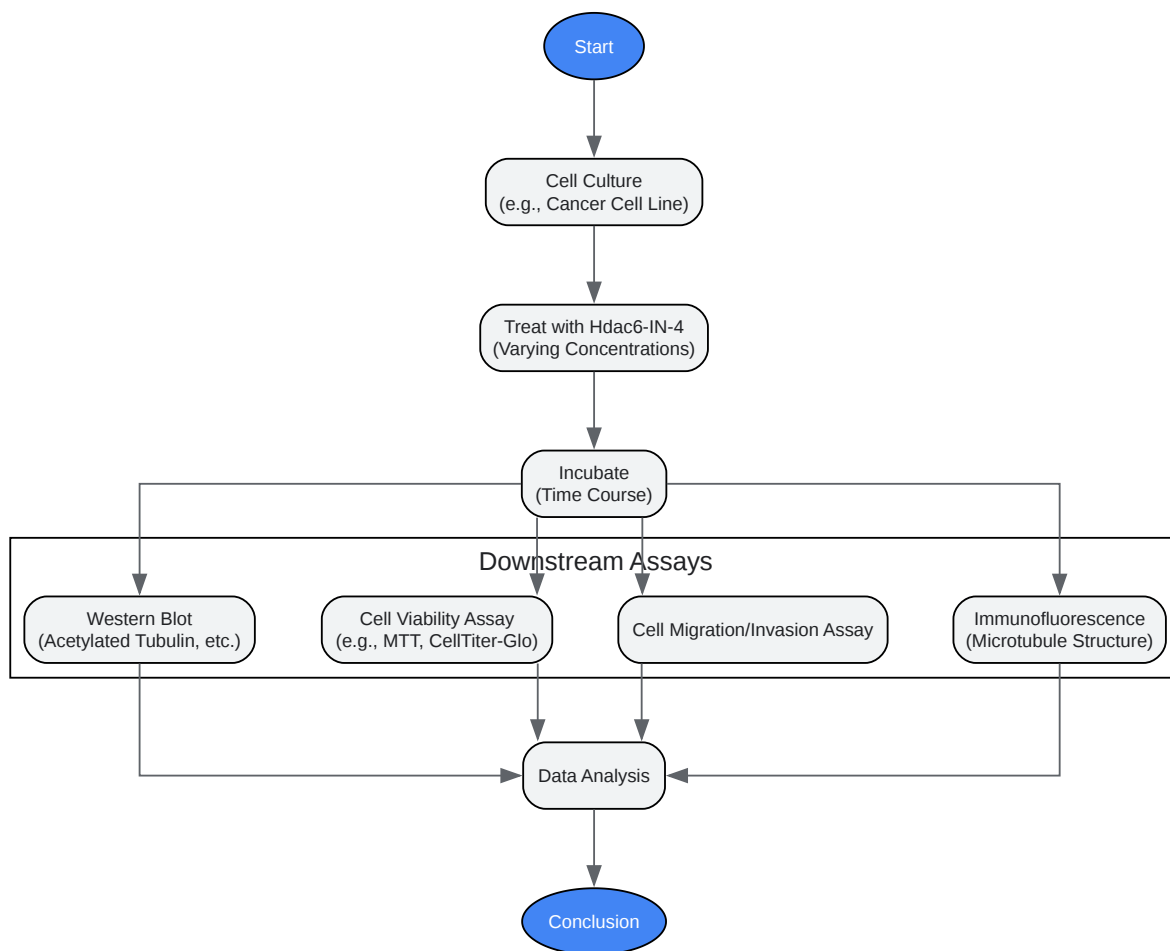 Start
Cell Culture
(e.g., Cancer Cell Line)
Treat with Hdac6-IN-4
(Varying Concentrations)
Incubate
(Time Course)
Downstream Assays
Western Blot
(Acetylated Tubulin, etc.)
Cell Viability Assay
(e.g., MTT, CellTiter-Glo)
Cell Migration/Invasion Assay
Immunofluorescence
(Microtubule Structure)
Data Analysis
Conclusion